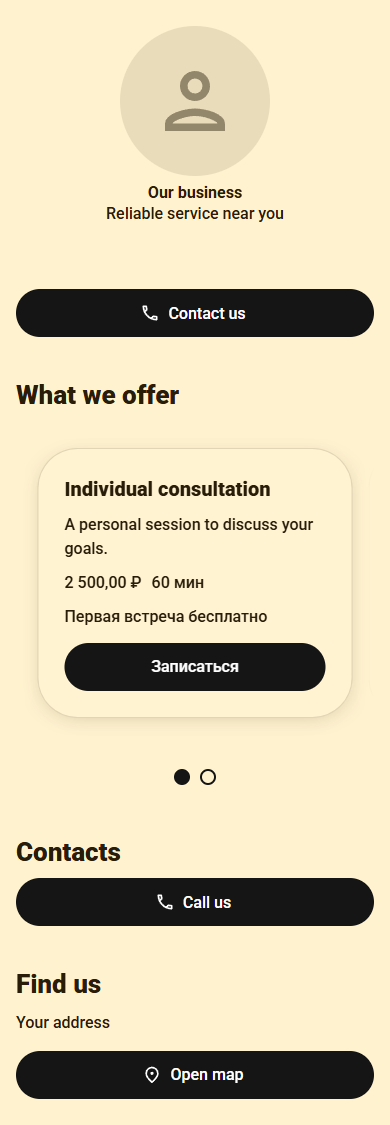 Our business
Reliable service near you
Contact us
What we offer
Individual consultation
A personal session to discuss your
goals.
2 500,00 ₽ 60 мин
Первая встреча бесплатно
Записаться
Contacts
Call us
Find us
Your address
Open map